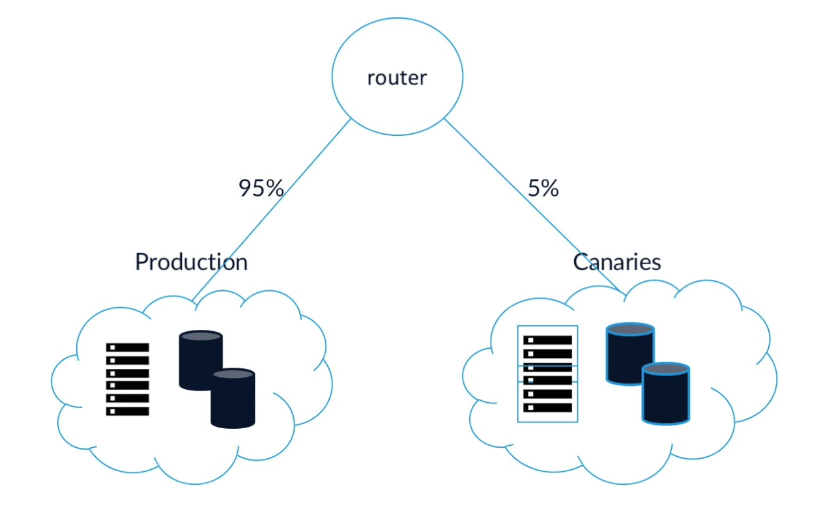 router
95%
5%
Production
Canaries